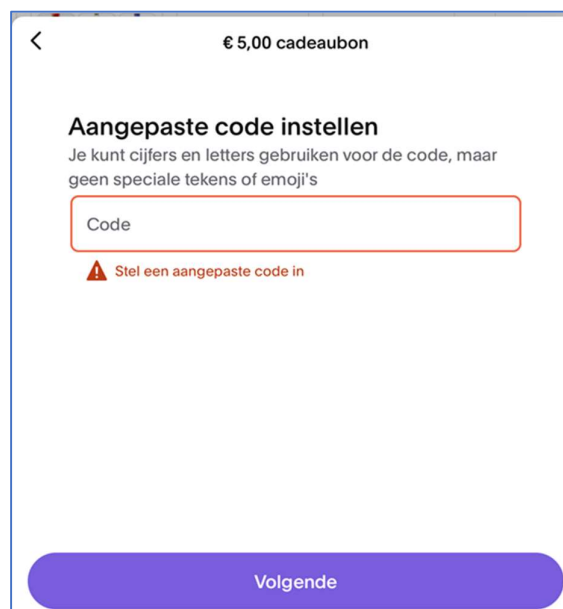 € 5,00 cadeaubon
Aangepaste code instellen
Je kunt cijfers en letters gebruiken voor de code, maar
geen speciale tekens of emoji's
Code
Stel een aangepaste code in
Volgende